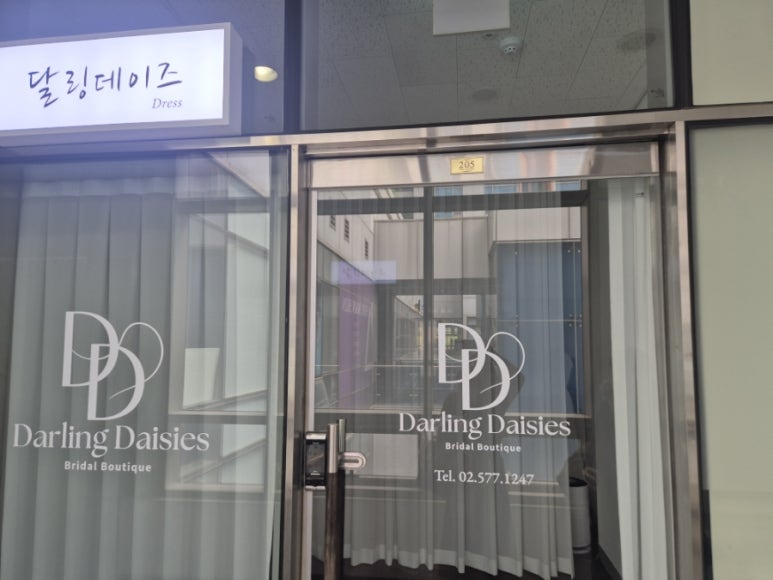 달링데이즈
Dress
205
DD
Darling Daisies
Bridal Boutique
DD
Darling Daisies
Bridal Boutique
Tel. 02.577.1247